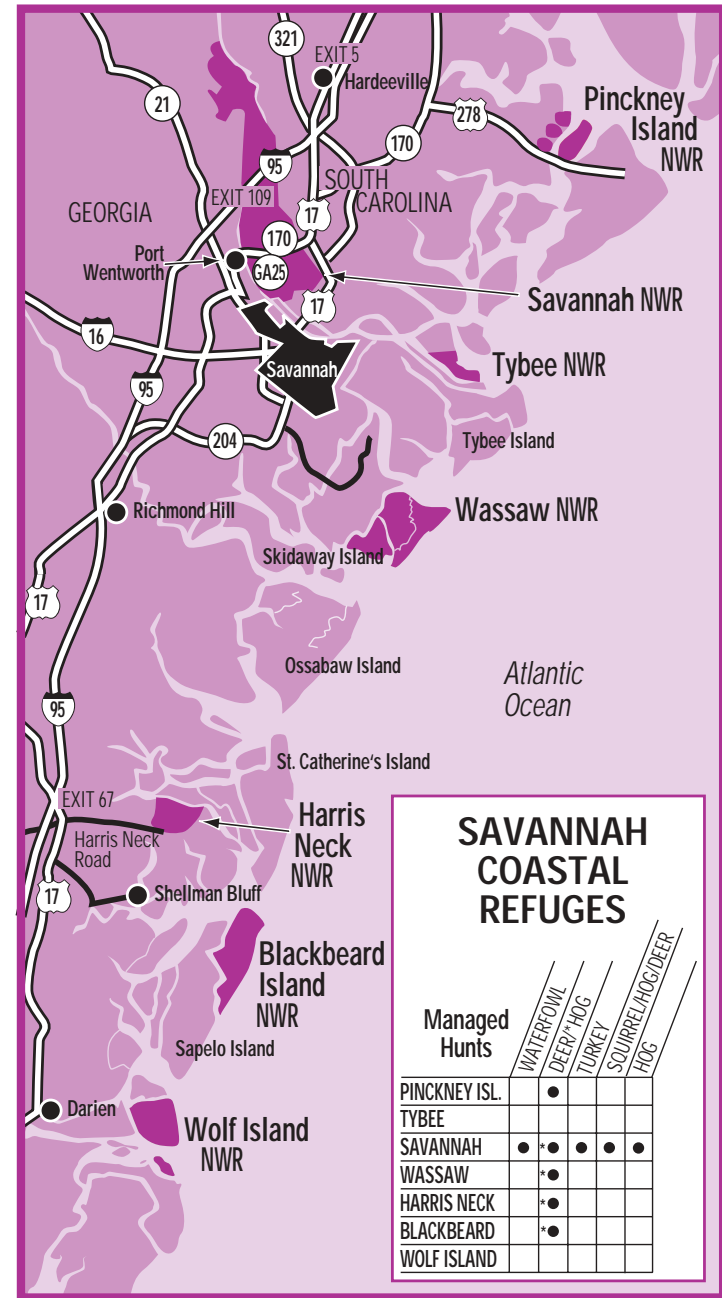 321
EXIT 5
Hardeeville
21
Pinckney
Island
NWR
278
170
95
SOUTH
CAROLINA
EXIT 109
GEORGIA
17
170
Port
Wentworth
GA25
Savannah NWR
17
16
Savannah
Tybee NWR
95
204
Tybee Island
Richmond Hill
Wassaw NWR
Skidaway Island
17
Ossabaw Island
Atlantic
Ocean
95
St. Catherine's Island
EXIT 67
Harris
Neck
NWR
Harris Neck
Road
17
Shellman Bluff
Blackbeard
Island
NWR
Sapelo Island
Darien
Wolf Island
NWR
SAVANNAH
COASTAL
REFUGES
Managed
Hunts
WATERFOWL
DEER/*HOG
TURKEY
SQUIRREL/HOG/DEER
HOG
PINCKNEY ISL. ●
TYBEE
SAVANNAH ● *● ● ● ●
WASSAW *●
HARRIS NECK *●
BLACKBEARD *●
WOLF ISLAND